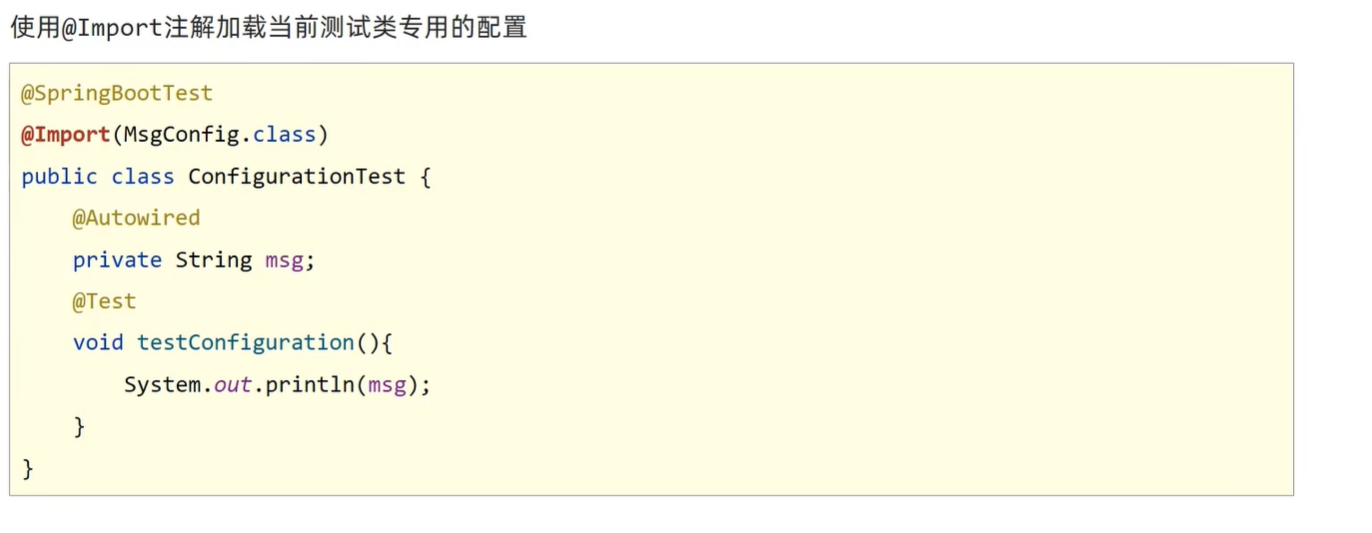 使用@Import注解加载当前测试类专用的配置
@SpringBootTest
@Import(MsgConfig.class)
public class ConfigurationTest {
    @Autowired
    private String msg;
    @Test
    void testConfiguration(){
        System.out.println(msg);
    }
}